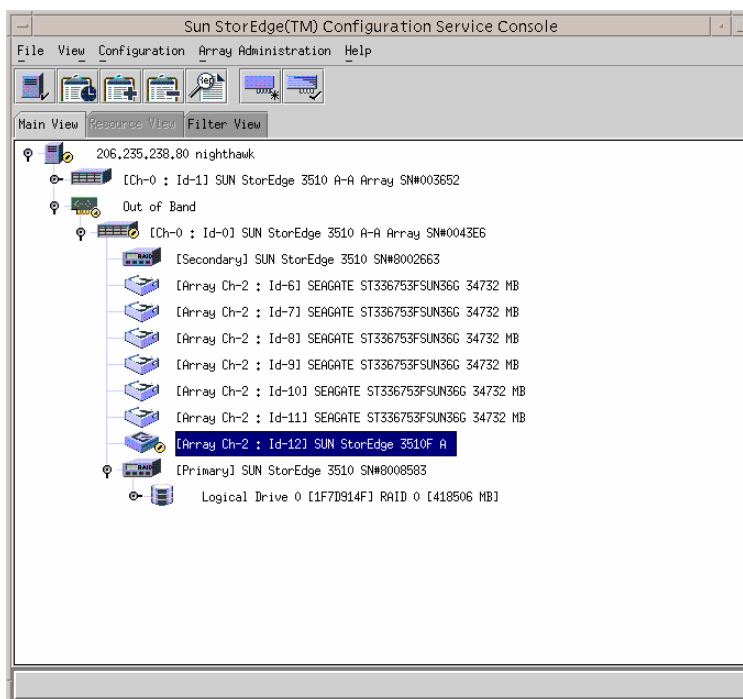 Sun StorEdge(TM) Configuration Service Console
File View Configuration Array Administration Help
Rep
Main View Resource View Filter View
206.235.238.80 nighthawk
[Ch-0 : Id-1] SUN StorEdge 3510 A-A Array SN#003652
Out of Band
[Ch-0 : Id-0] SUN StorEdge 3510 A-A Array SN#0043E6
RAID [Secondary] SUN StorEdge 3510 SN#8002663
[Array Ch-2 : Id-6] SEAGATE ST336753FSUN36G 34732 MB
[Array Ch-2 : Id-7] SEAGATE ST336753FSUN36G 34732 MB
[Array Ch-2 : Id-8] SEAGATE ST336753FSUN36G 34732 MB
[Array Ch-2 : Id-9] SEAGATE ST336753FSUN36G 34732 MB
[Array Ch-2 : Id-10] SEAGATE ST336753FSUN36G 34732 MB
[Array Ch-2 : Id-11] SEAGATE ST336753FSUN36G 34732 MB
[Array Ch-2 : Id-12] SUN StorEdge 3510F A
RAID [Primary] SUN StorEdge 3510 SN#8008583
Logical Drive 0 [1F7D914F] RAID 0 [418506 MB]